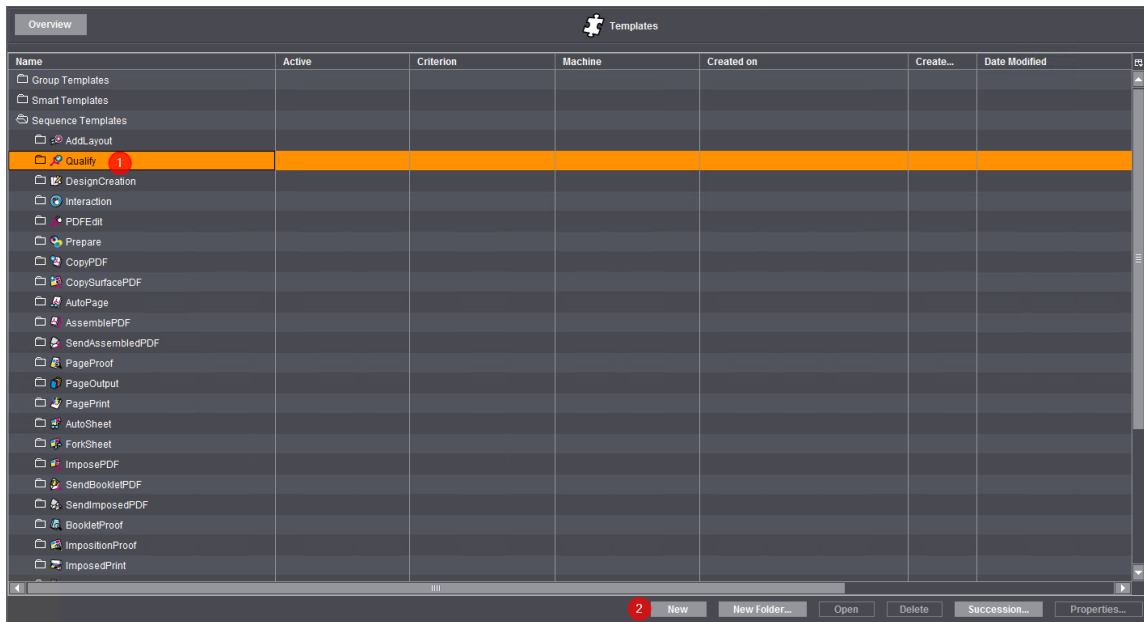 Overview
Templates
Name Active Criterion Machine Created on Create... Date Modified
Group Templates
Smart Templates
Sequence Templates
AddLayout
Qualify 1
DesignCreation
Interaction
PDFEdit
Prepare
CopyPDF
CopySurfacePDF
AutoPage
AssemblePDF
SendAssembledPDF
PageProof
PageOutput
PagePrint
AutoSheet
ForkSheet
ImposePDF
SendBookletPDF
SendImposedPDF
BookletProof
ImpositionProof
ImposedPrint
2 New New Folder... Open Delete Succession... Properties...